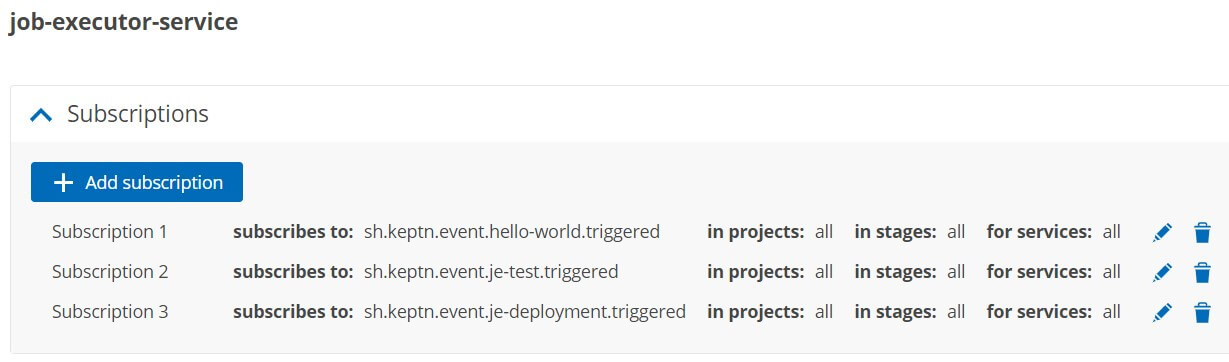 job-executor-service
Subscriptions
Add subscription
Subscription 1 subscribes to: sh.keptn.event.hello-world.triggered in projects: all in stages: all for services: all
Subscription 2 subscribes to: sh.keptn.event.je-test.triggered in projects: all in stages: all for services: all
Subscription 3 subscribes to: sh.keptn.event.je-deployment.triggered in projects: all in stages: all for services: all